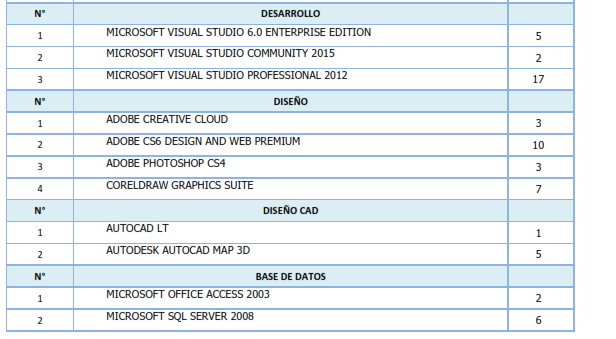 N° DESARROLLO
1 MICROSOFT VISUAL STUDIO 6.0 ENTERPRISE EDITION 5
2 MICROSOFT VISUAL STUDIO COMMUNITY 2015 2
3 MICROSOFT VISUAL STUDIO PROFESSIONAL 2012 17
N° DISEÑO
1 ADOBE CREATIVE CLOUD 3
2 ADOBE CS6 DESIGN AND WEB PREMIUM 10
3 ADOBE PHOTOSHOP CS4 3
4 CORELDRAW GRAPHICS SUITE 7
N° DISEÑO CAD
1 AUTOCAD LT 1
2 AUTODESK AUTOCAD MAP 3D 5
N° BASE DE DATOS
1 MICROSOFT OFFICE ACCESS 2003 2
2 MICROSOFT SQL SERVER 2008 6